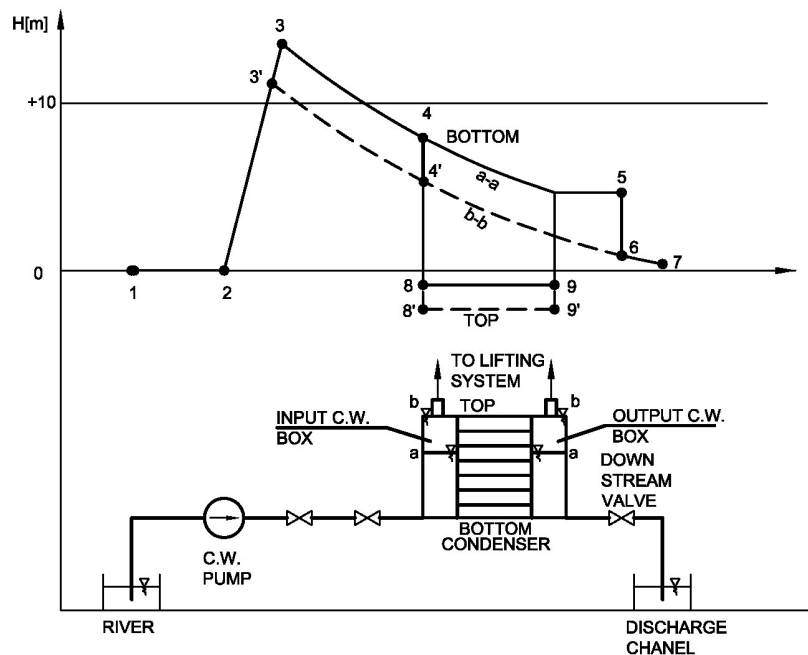 H[m]
3
3'
+10
4
BOTTOM
4'
a-a
5
b-b
6
7
0
1
2
8
9
8'
TOP
9'
TO LIFTING
SYSTEM
b
TOP
b
INPUT C.W.
BOX
OUTPUT C.W.
BOX
a
a
DOWN
STREAM
VALVE
C.W.
PUMP
BOTTOM
CONDENSER
RIVER
DISCHARGE
CHANEL